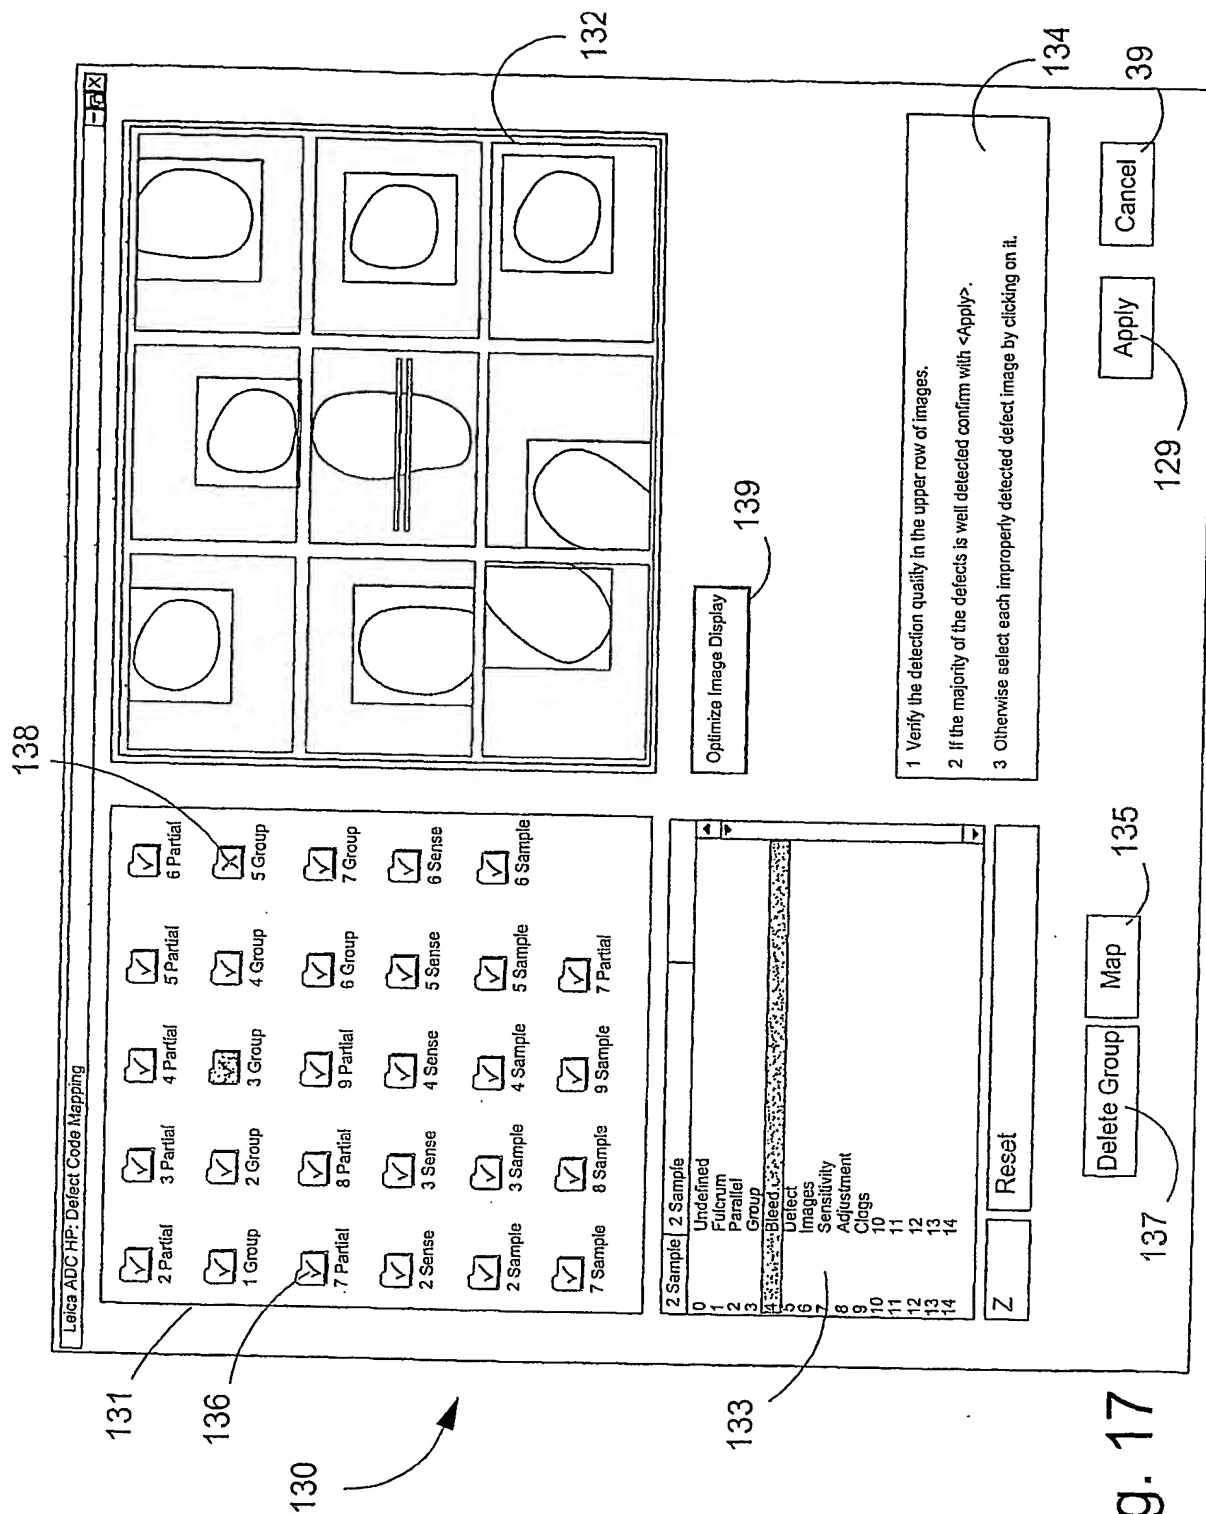 Leica ADC HP: Defect Code Mapping
2 Partial 3 Partial 4 Partial 5 Partial 6 Partial
1 Group 2 Group 3 Group 4 Group 5 Group
7 Partial 8 Partial 9 Partial 6 Group 7 Group
2 Sense 3 Sense 4 Sense 5 Sense 6 Sense
2 Sample 3 Sample 4 Sample 5 Sample 6 Sample
7 Sample 8 Sample 9 Sample 7 Partial
2 Sample 2 Sample
0 Undefined
1 Fulcrum
2 Parallel
3 Group
4 Bleed
5 Defect
6 Images
7 Sensitivity
8 Adjustment
9 Clogs
10 10
11 11
12 12
13 13
14 14
Z Reset
Delete Group Map
Optimize Image Display
1 Verify the detection quality in the upper row of images.
2 If the majority of the defects is well detected confirm with <Apply>.
3 Otherwise select each improperly detected defect image by clicking on it.
Apply Cancel
130
131
136
138
132
133
139
134
137
135
129
39
g. 17